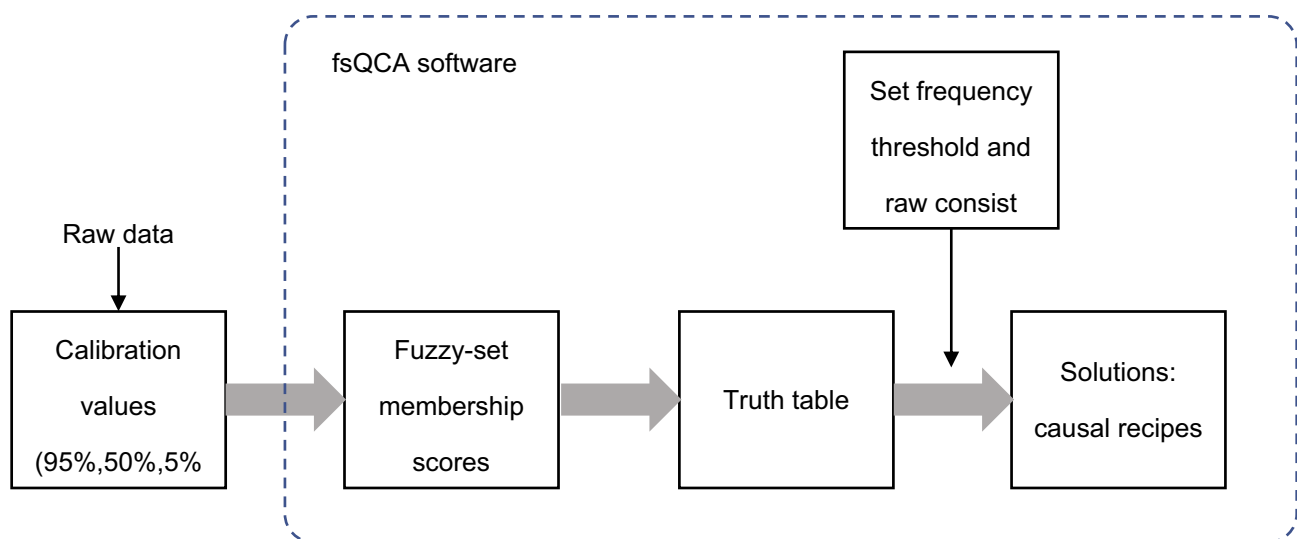 fsQCA software
Set frequency
threshold and
raw consist
Raw data
Calibration
values
(95%,50%,5%
Fuzzy-set
membership
scores
Truth table
Solutions:
causal recipes